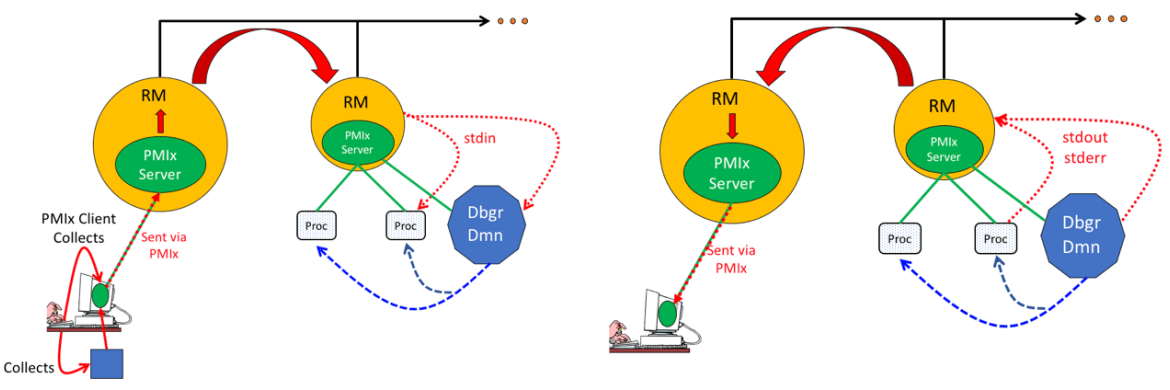 RM
PMIx
Server
PMIx Client
Collects
Sent via
PMIx
Collects
RM
PMIx
Server
stdin
Proc
Proc
Dbgr
Dmn
RM
PMIx
Server
Sent via
PMIx
RM
PMIx
Server
stdout
stderr
Proc
Proc
Dbgr
Dmn